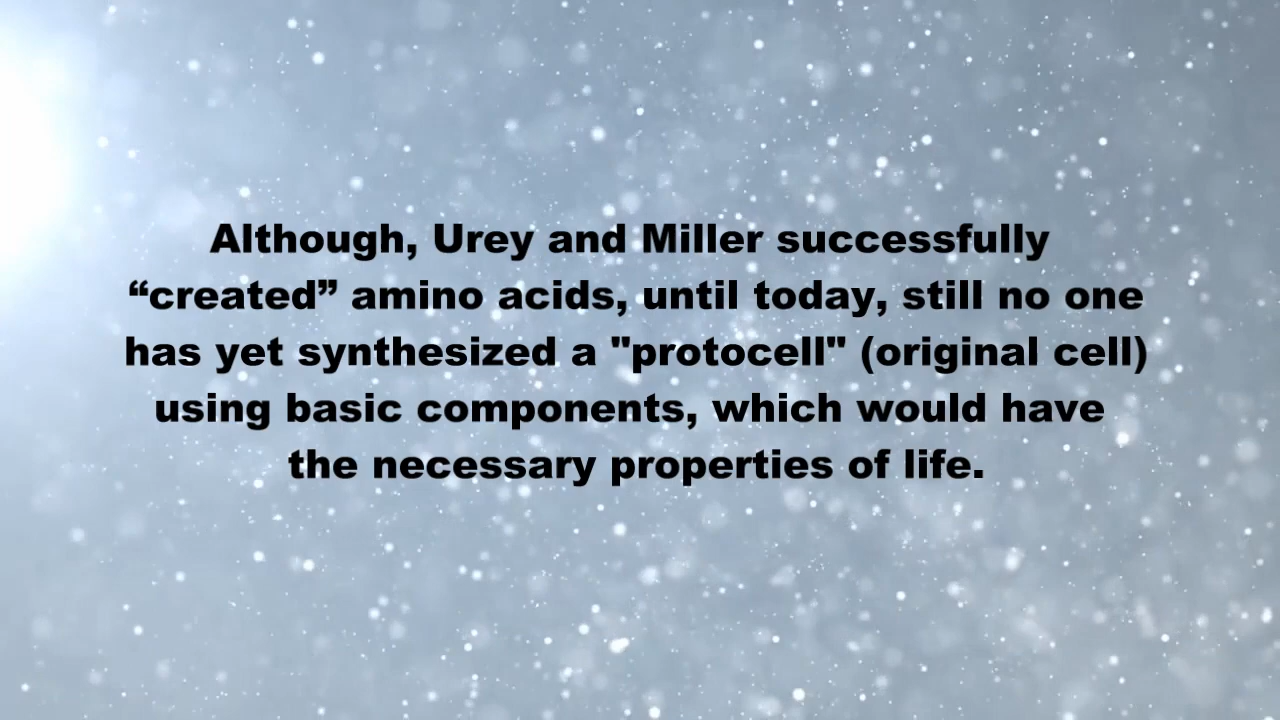 Although, Urey and Miller successfully
“created” amino acids, until today, still no one
has yet synthesized a "protocell" (original cell)
using basic components, which would have
the necessary properties of life.